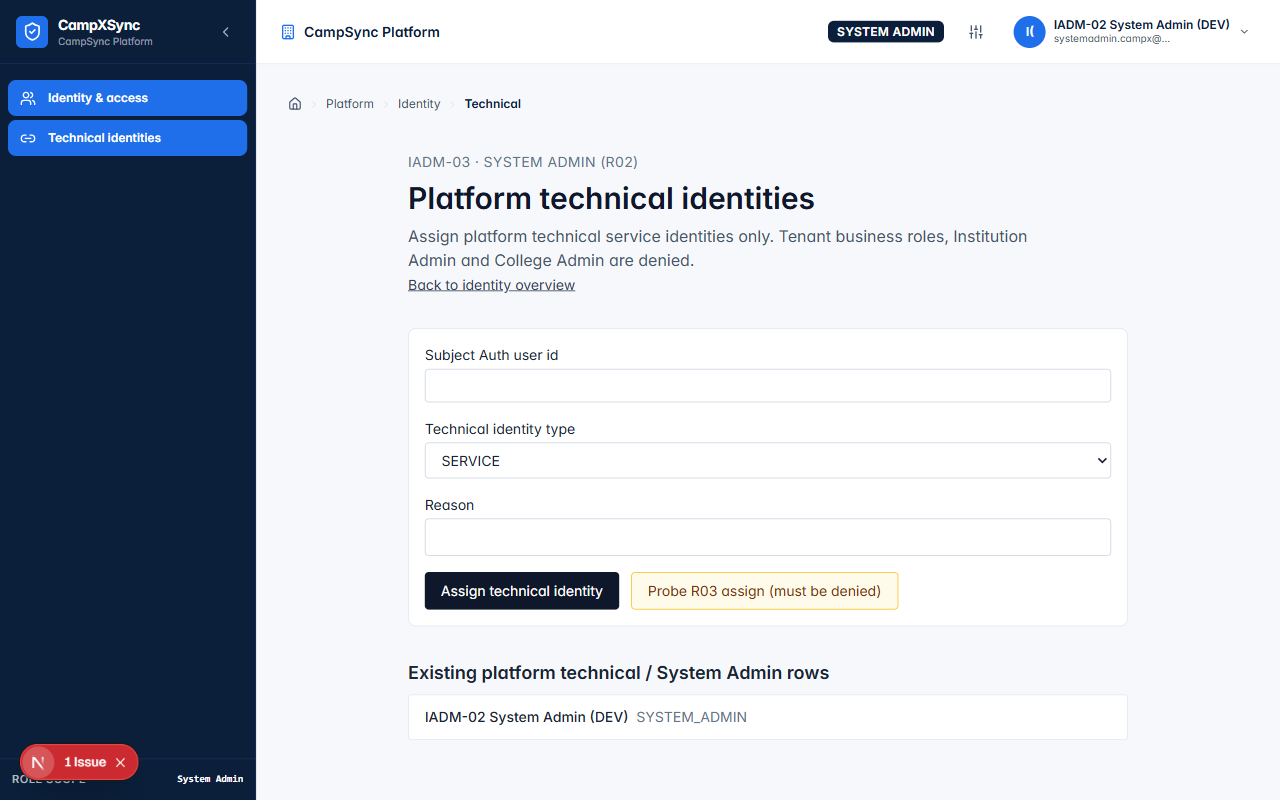 CampXSync
CampSync Platform
Identity & access
Technical identities
N
1 Issue
System Admin
CampSync Platform
SYSTEM ADMIN
I(
IADM-02 System Admin (DEV)
systemadmin.campx@...
Platform
Identity
Technical
IADM-03 · SYSTEM ADMIN (R02)
Platform technical identities
Assign platform technical service identities only. Tenant business roles, Institution
Admin and College Admin are denied.
Back to identity overview
Subject Auth user id
Technical identity type
SERVICE
Reason
Assign technical identity
Probe R03 assign (must be denied)
Existing platform technical / System Admin rows
IADM-02 System Admin (DEV) SYSTEM_ADMIN